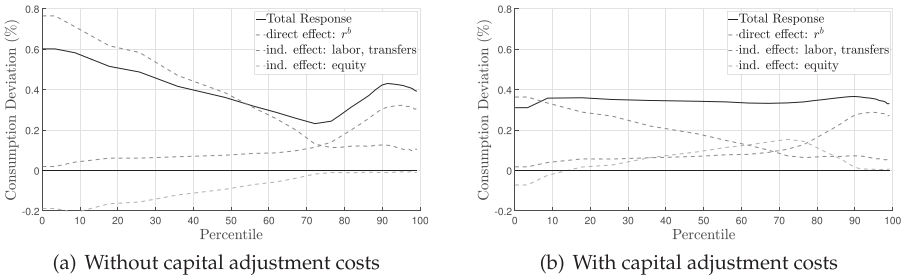 Consumption Deviation (%)
0.8
0.6
0.4
0.2
0
-0.2
Total Response
direct effect: r^b
ind. effect: labor, transfers
ind. effect: equity
0 10 20 30 40 50 60 70 80 90 100
Percentile
(a) Without capital adjustment costs
Consumption Deviation (%)
0.8
0.6
0.4
0.2
0
-0.2
Total Response
direct effect: r^b
ind. effect: labor, transfers
ind. effect: equity
0 10 20 30 40 50 60 70 80 90 100
Percentile
(b) With capital adjustment costs